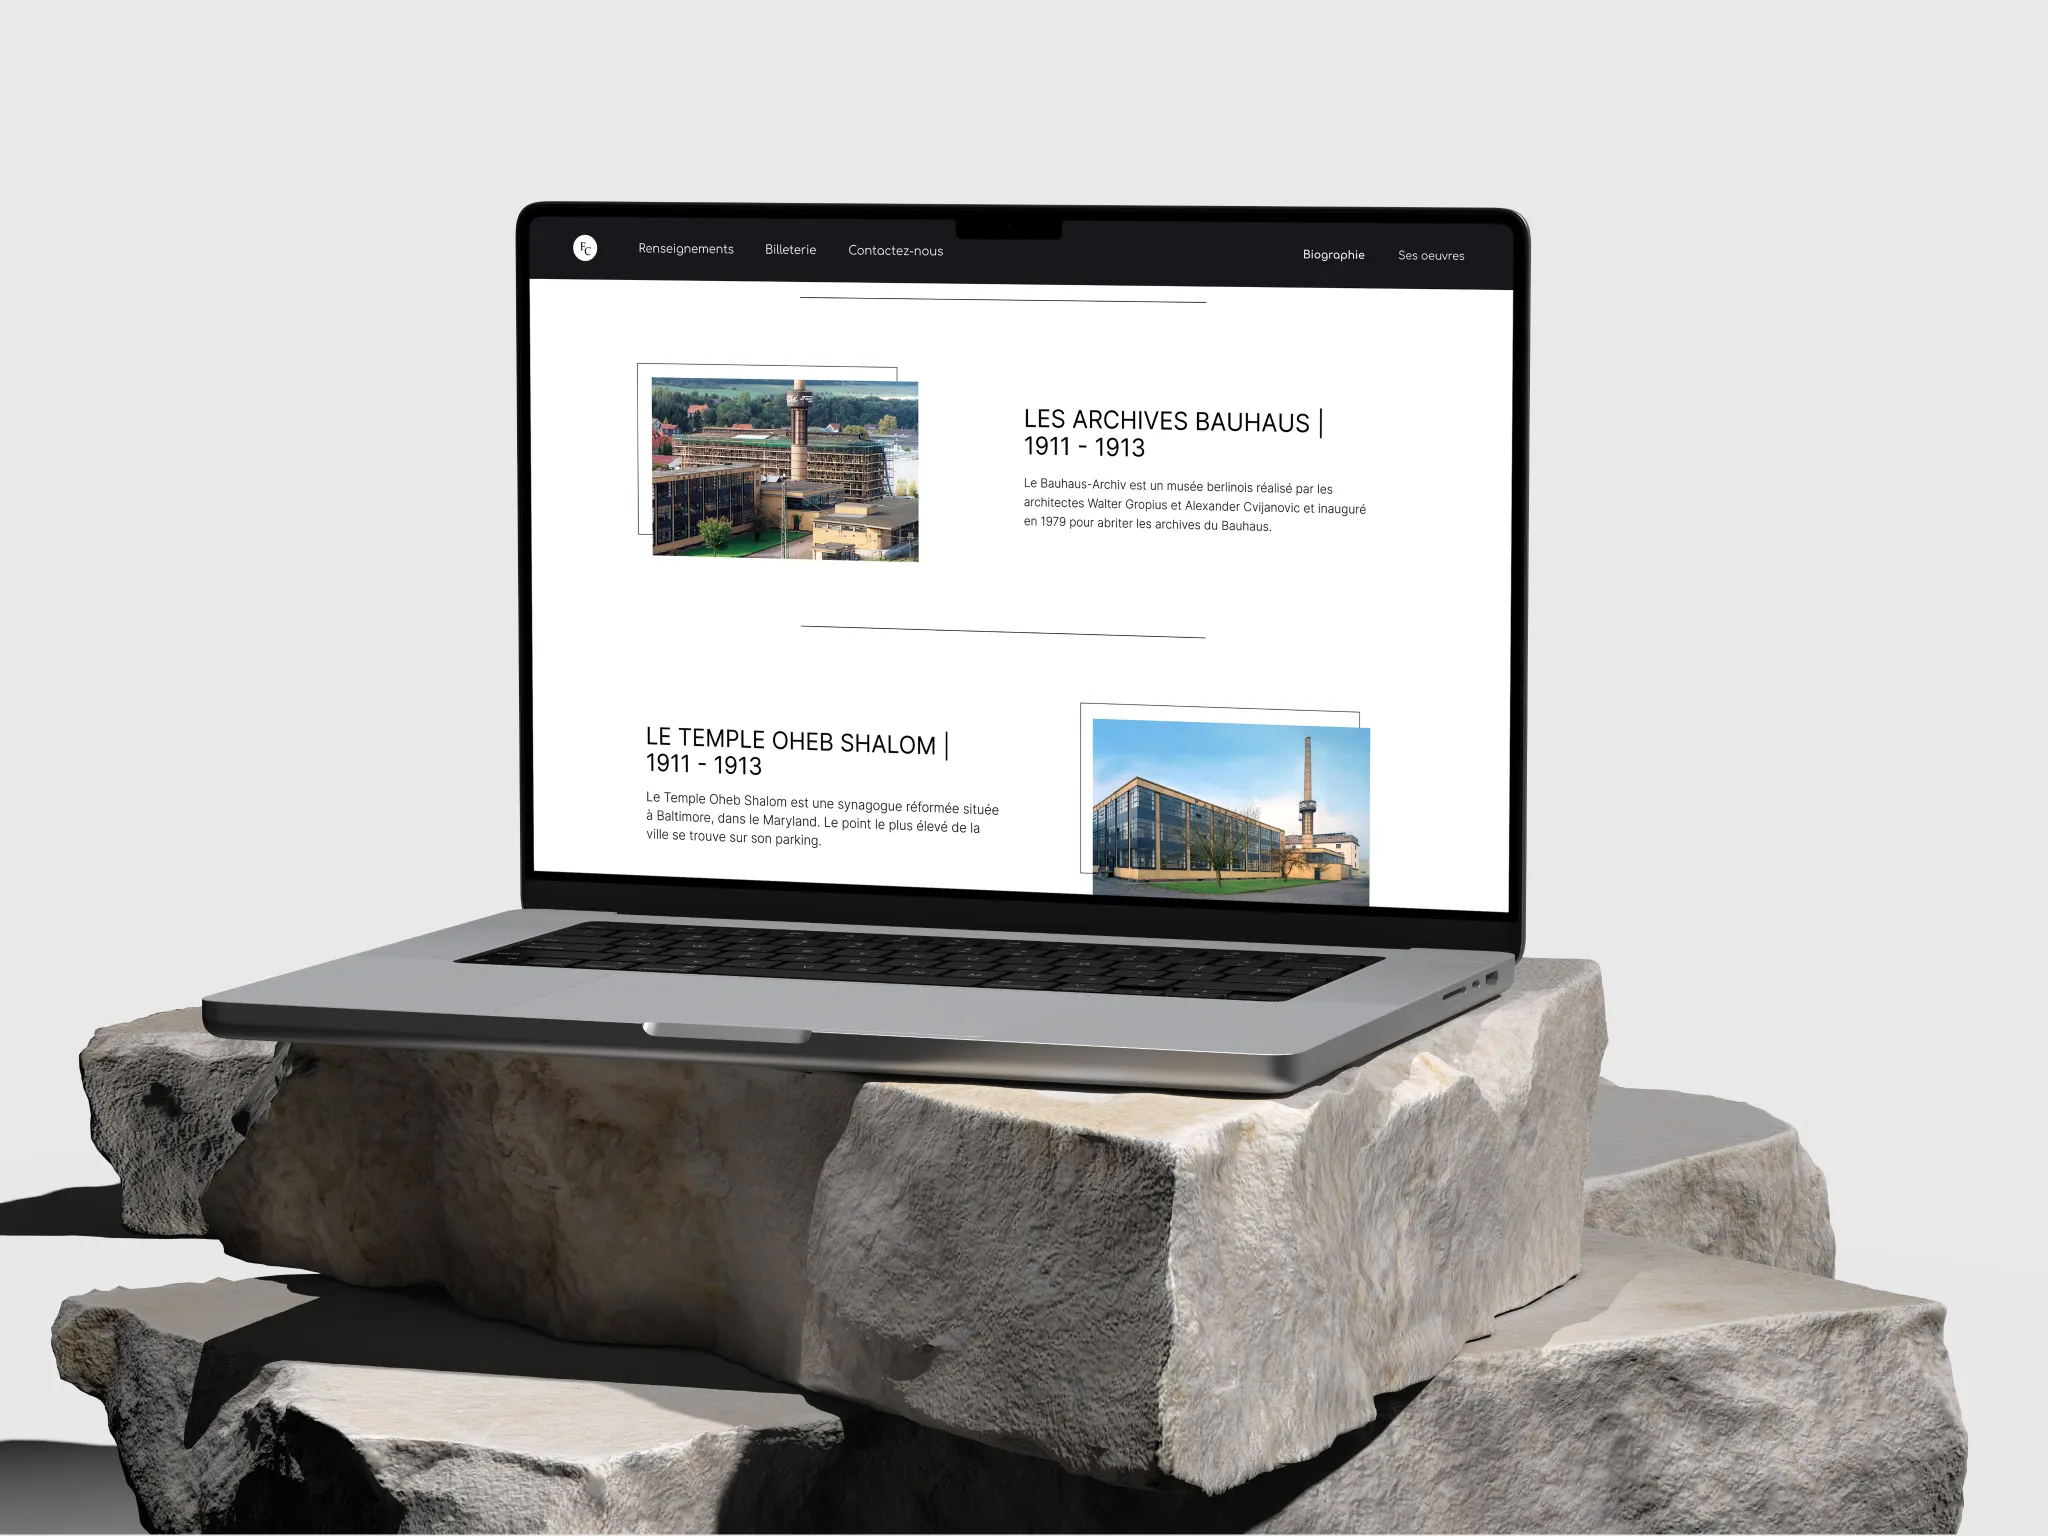 FC
Renseignements
Billeterie
Contactez-nous
Biographie
Ses oeuvres
LES ARCHIVES BAUHAUS |
1911 - 1913
Le Bauhaus-Archiv est un musée berlinois réalisé par les
architectes Walter Gropius et Alexander Cvijanovic et inauguré
en 1979 pour abriter les archives du Bauhaus.
LE TEMPLE OHEB SHALOM |
1911 - 1913
Le Temple Oheb Shalom est une synagogue réformée située
à Baltimore, dans le Maryland. Le point le plus élevé de la
ville se trouve sur son parking.